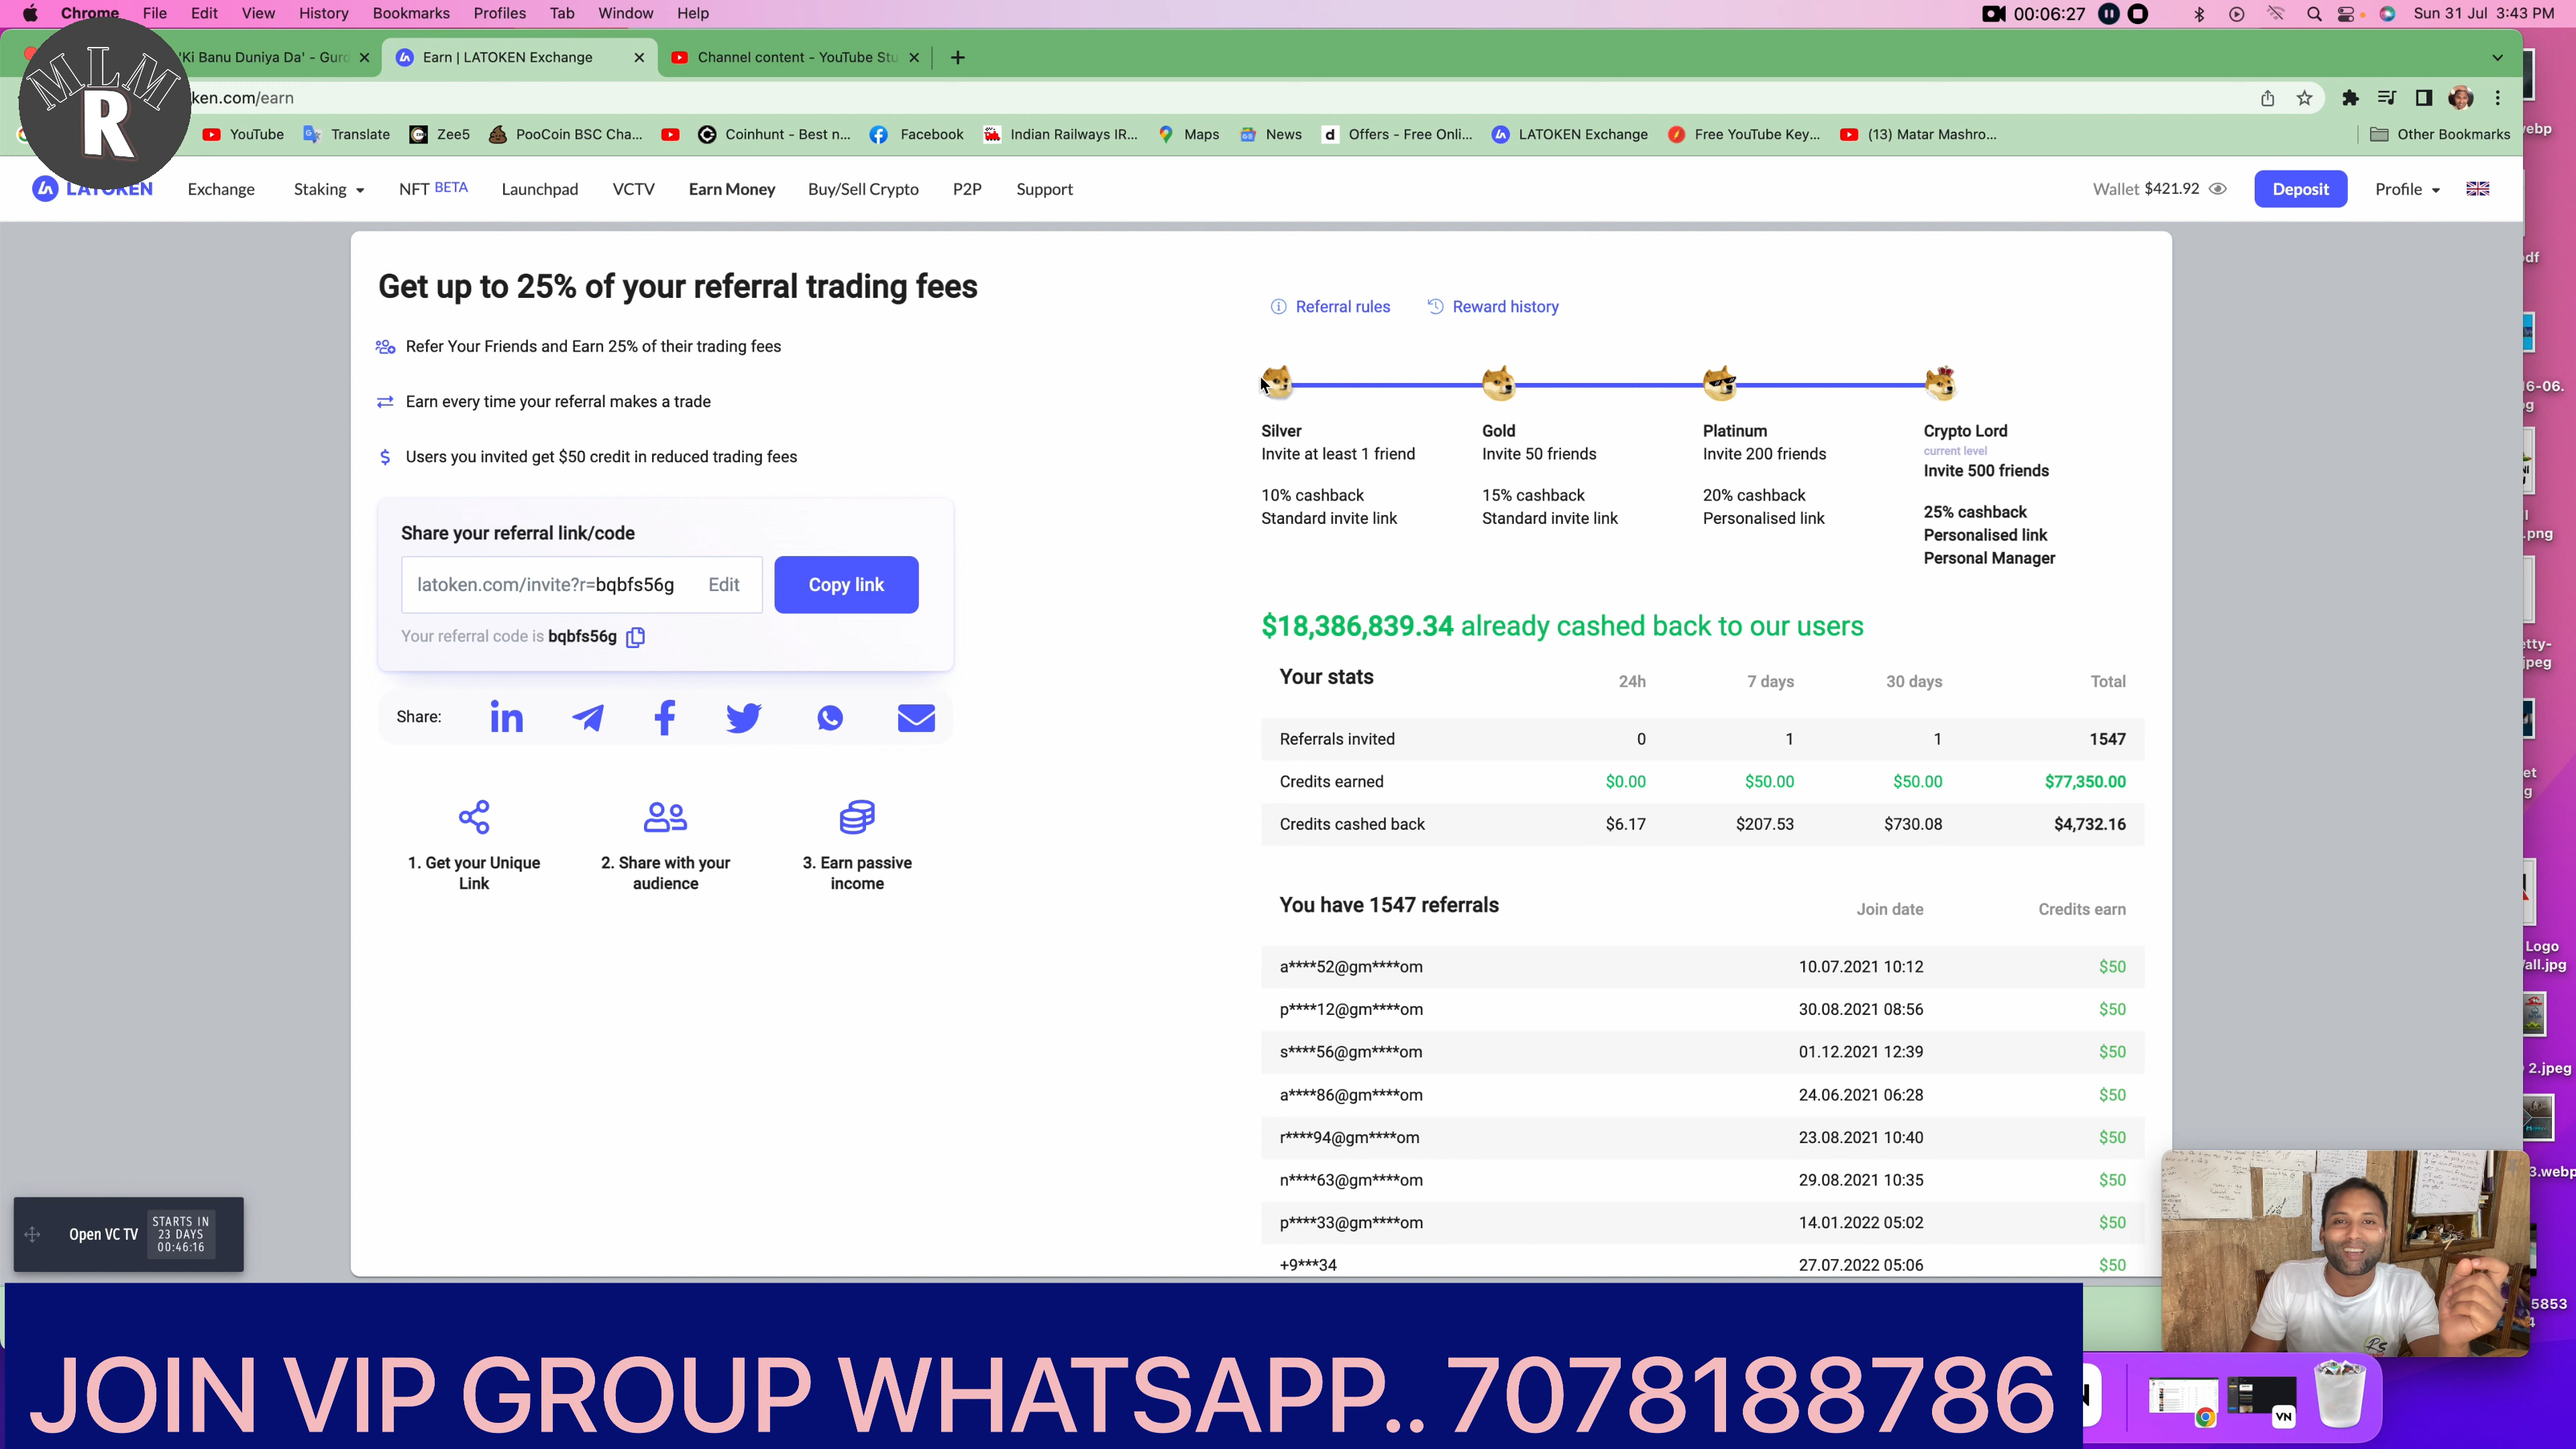 Chrome File Edit View History Bookmarks Profiles Tab Window Help 00:06:27 Sun 31 Jul 3:43 PM
'Ki Banu Duniya Da' - Guro Earn | LATOKEN Exchange Channel content - YouTube Stu
ken.com/earn
YouTube Translate Zee5 PooCoin BSC Cha... Coinhunt - Best n... Facebook Indian Railways IR... Maps News Offers - Free Onli... LATOKEN Exchange Free YouTube Key... (13) Matar Mashro... Other Bookmarks
MLM
R
LATOKEN Exchange Staking NFT BETA Launchpad VCTV Earn Money Buy/Sell Crypto P2P Support Wallet $421.92 Deposit Profile
Get up to 25% of your referral trading fees
Refer Your Friends and Earn 25% of their trading fees
Earn every time your referral makes a trade
Users you invited get $50 credit in reduced trading fees
Share your referral link/code
latoken.com/invite?r=bqbfs56g Edit Copy link
Your referral code is bqbfs56g
Share:
1. Get your Unique Link
2. Share with your audience
3. Earn passive income
Referral rules Reward history
Silver
Invite at least 1 friend
10% cashback
Standard invite link
Gold
Invite 50 friends
15% cashback
Standard invite link
Platinum
Invite 200 friends
20% cashback
Personalised link
Crypto Lord
current level
Invite 500 friends
25% cashback
Personalised link
Personal Manager
$18,386,839.34 already cashed back to our users
Your stats 24h 7 days 30 days Total
Referrals invited 0 1 1 1547
Credits earned $0.00 $50.00 $50.00 $77,350.00
Credits cashed back $6.17 $207.53 $730.08 $4,732.16
You have 1547 referrals Join date Credits earn
a****52@gm****om 10.07.2021 10:12 $50
p****12@gm****om 30.08.2021 08:56 $50
s****56@gm****om 01.12.2021 12:39 $50
a****86@gm****om 24.06.2021 06:28 $50
r****94@gm****om 23.08.2021 10:40 $50
n****63@gm****om 29.08.2021 10:35 $50
p****33@gm****om 14.01.2022 05:02 $50
+9***34 27.07.2022 05:06 $50
Open VC TV STARTS IN
23 DAYS
00:46:16
JOIN VIP GROUP WHATSAPP.. 7078188786
VN